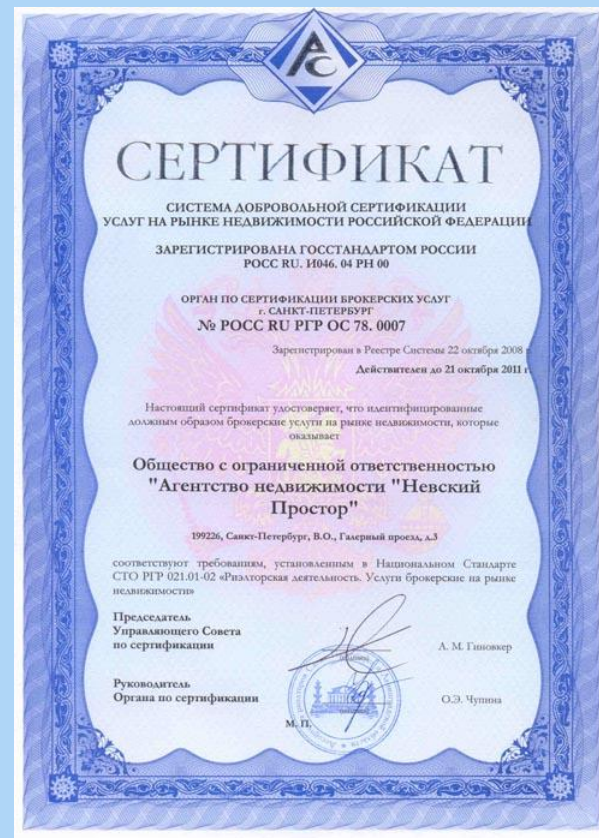 АС
СЕРТИФИКАТ
СИСТЕМА ДОБРОВОЛЬНОЙ СЕРТИФИКАЦИИ
УСЛУГ НА РЫНКЕ НЕДВИЖИМОСТИ РОССИЙСКОЙ ФЕДЕРАЦИИ
ЗАРЕГИСТРИРОВАНА ГОССТАНДАРТОМ РОССИИ
РОСС RU. И046. 04 РН 00
ОРГАН ПО СЕРТИФИКАЦИИ БРОКЕРСКИХ УСЛУГ
г. САНКТ-ПЕТЕРБУРГ
№ РОСС RU РГР ОС 78. 0007
Зарегистрирован в Реестре Системы 22 октября 2008 г.
Действителен до 21 октября 2011 г.
Настоящий сертификат удостоверяет, что идентифицированные
должным образом брокерские услуги на рынке недвижимости, которые
оказывает
Общество с ограниченной ответственностью
"Агентство недвижимости "Невский
Простор"
199226, Санкт-Петербург, В.О., Галерный проезд, д.3
соответствуют требованиям, установленным в Национальном Стандарте
СТО РГР 021.01-02 «Риэлторская деятельность. Услуги брокерские на рынке
недвижимости»
Председатель
Управляющего Совета
по сертификации
А. М. Гиновкер
Руководитель
Органа по сертификации
О.Э. Чупина
М. П.